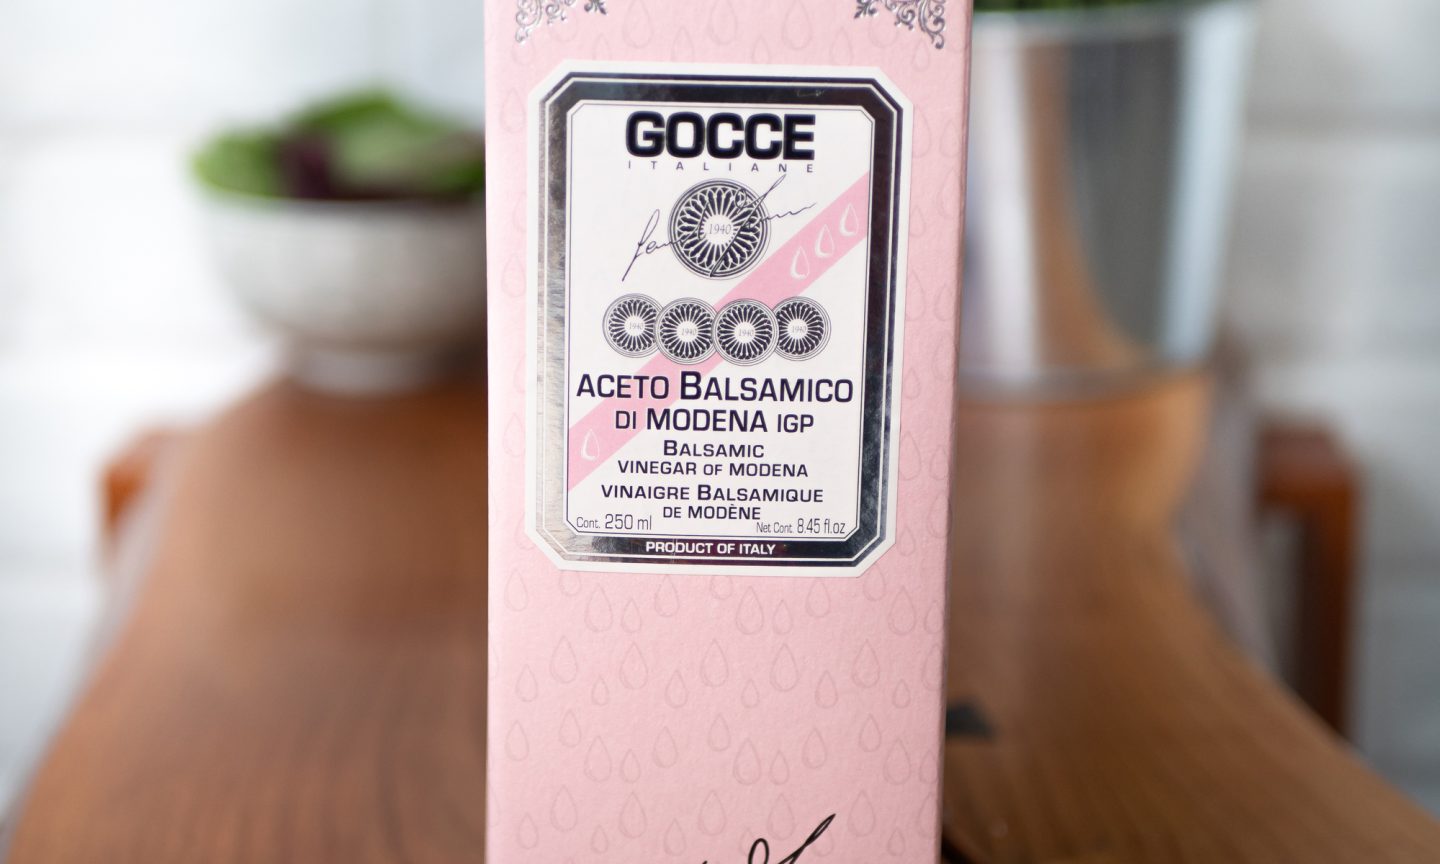 GOCCE
ITALIANE
1940
1940 1940 1940 1940
ACETO BALSAMICO
DI MODENA IGP
BALSAMIC
VINEGAR OF MODENA
VINAIGRE BALSAMIQUE
DE MODÈNE
Cont. 250 ml Net Cont. 8.45 fl.oz
PRODUCT OF ITALY